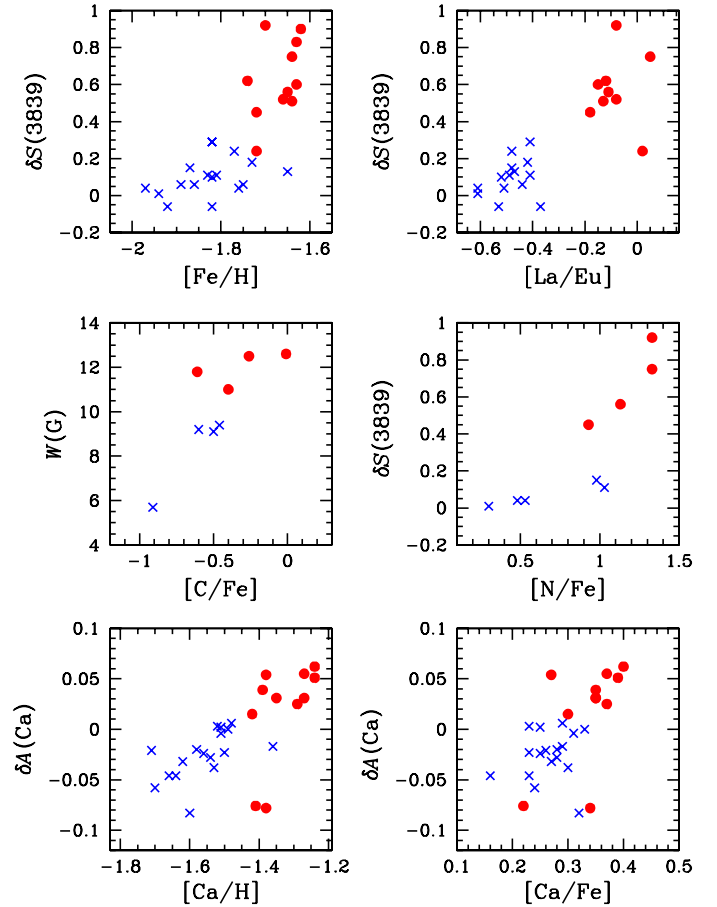 1
0.8
0.6
0.4
0.2
0
−0.2
δS(3839)
−2 −1.8 −1.6
[Fe/H]
1
0.8
0.6
0.4
0.2
0
−0.2
δS(3839)
−0.6 −0.4 −0.2 0
[La/Eu]
14
12
10
8
6
4
W(G)
−1 −0.5 0
[C/Fe]
1
0.8
0.6
0.4
0.2
0
−0.2
δS(3839)
0.5 1 1.5
[N/Fe]
0.1
0.05
0
−0.05
−0.1
δA(Ca)
−1.8 −1.6 −1.4 −1.2
[Ca/H]
0.1
0.05
0
−0.05
−0.1
δA(Ca)
0.1 0.2 0.3 0.4 0.5
[Ca/Fe]